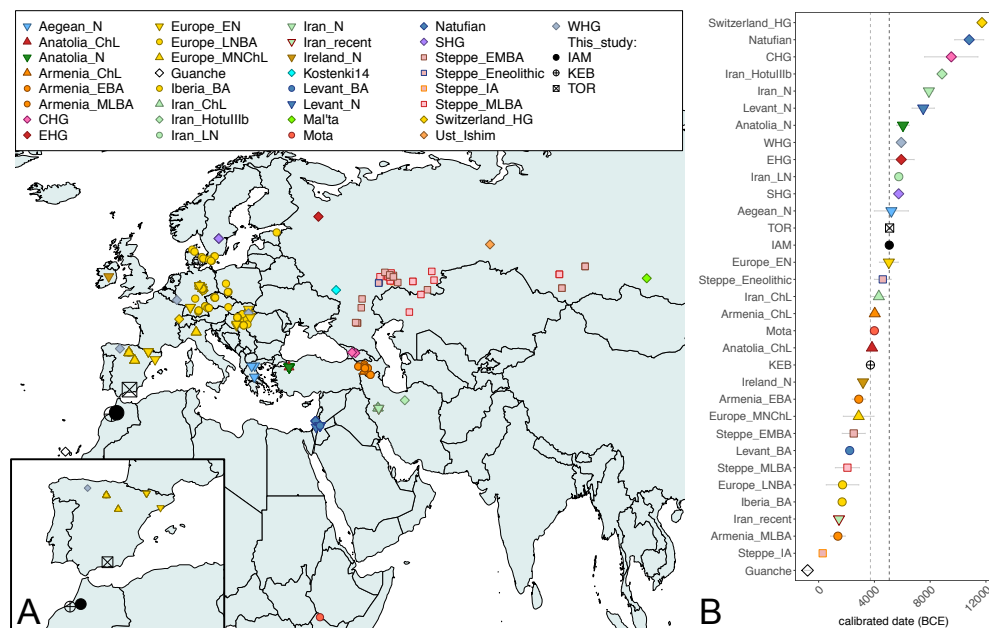 Aegean_N
Anatolia_ChL
Anatolia_N
Armenia_ChL
Armenia_EBA
Armenia_MLBA
CHG
EHG
Europe_EN
Europe_LNBA
Europe_MNChL
Guanche
Iberia_BA
Iran_ChL
Iran_HotuIIIb
Iran_LN
Iran_N
Iran_recent
Ireland_N
Kostenki14
Levant_BA
Levant_N
Mal'ta
Mota
Natufian
SHG
Steppe_EMBA
Steppe_Eneolithic
Steppe_IA
Steppe_MLBA
Switzerland_HG
Ust_Ishim
WHG
This_study:
IAM
KEB
TOR
A
Switzerland_HG
Natufian
CHG
Iran_HotuIIIb
Iran_N
Levant_N
Anatolia_N
WHG
EHG
Iran_LN
SHG
Aegean_N
TOR
IAM
Europe_EN
Steppe_Eneolithic
Iran_ChL
Armenia_ChL
Mota
Anatolia_ChL
KEB
Ireland_N
Armenia_EBA
Europe_MNChL
Steppe_EMBA
Levant_BA
Steppe_MLBA
Europe_LNBA
Iberia_BA
Iran_recent
Armenia_MLBA
Steppe_IA
Guanche
0
4000
8000
12000
calibrated date (BCE)
B